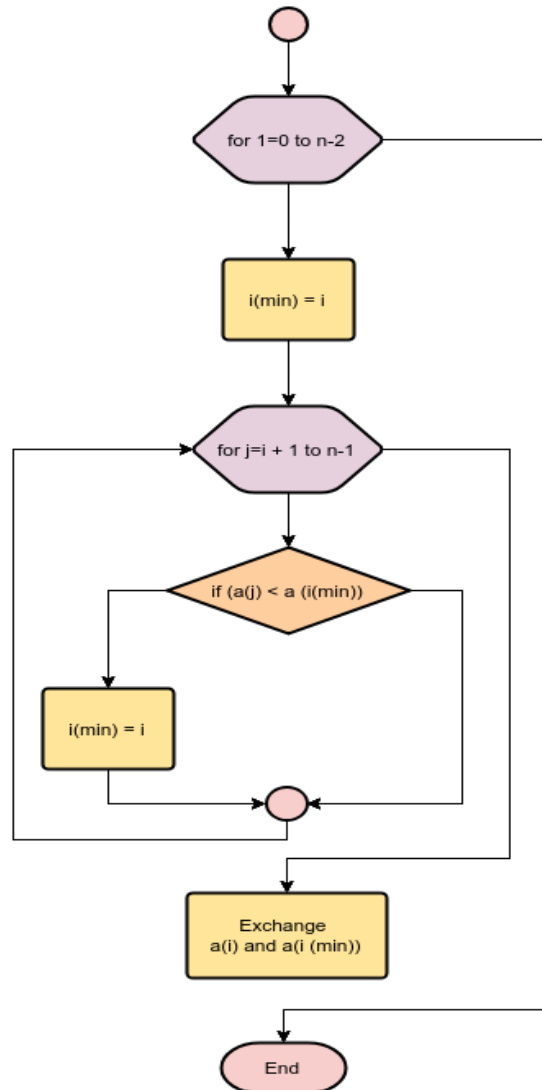 for 1=0 to n-2
i(min) = i
for j=i + 1 to n-1
if (a(j) < a (i(min))
i(min) = i
Exchange
a(i) and a(i (min))
End